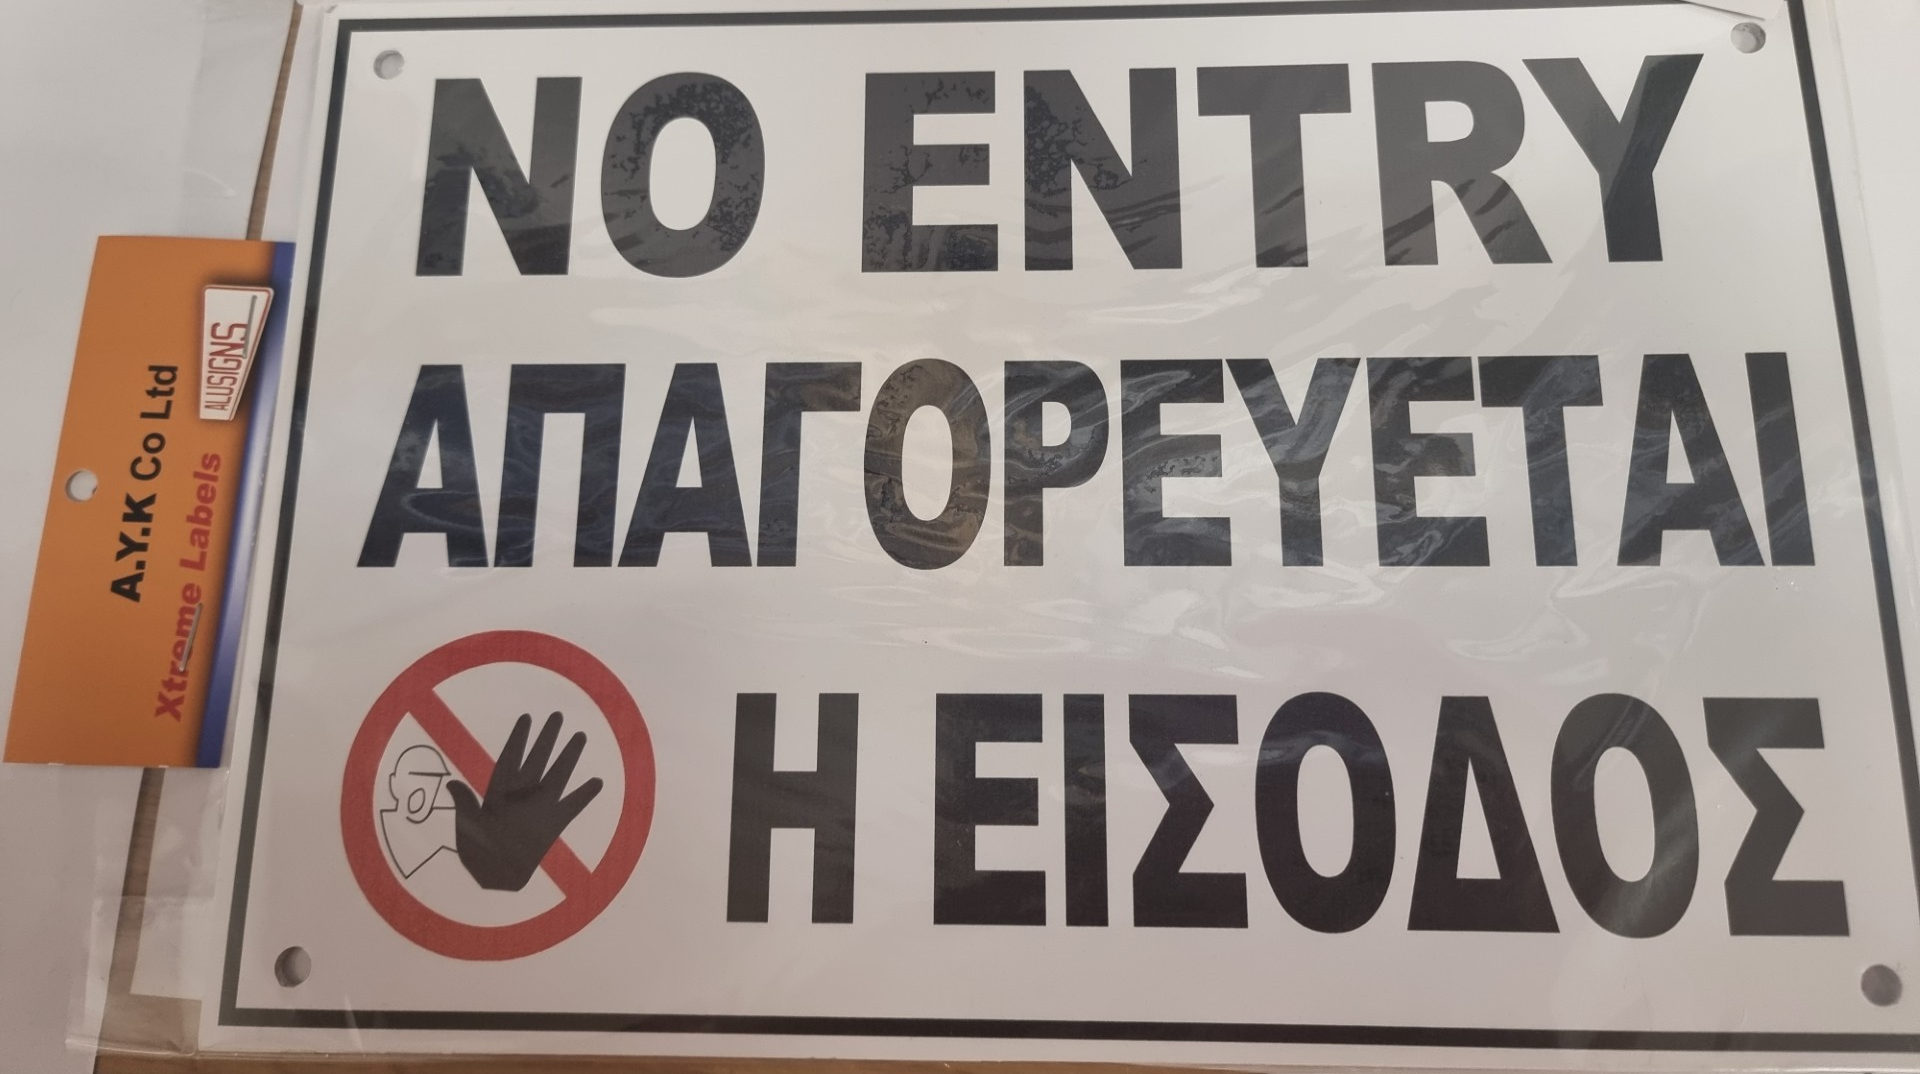 NO ENTRY
ΑΠΑΓΟΡΕΥΕΤΑΙ
Η ΕΙΣΟΔΟΣ
A.Y.K Co Ltd
Xtreme Labels
ALUSIGNS